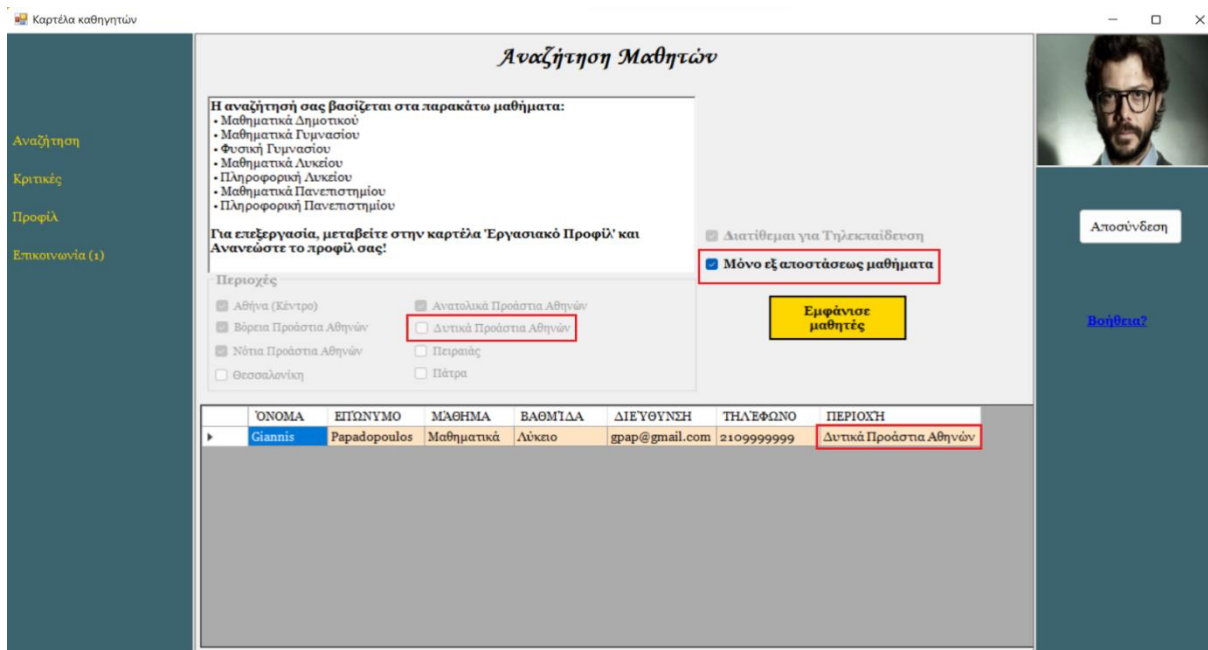 Καρτέλα καθηγητών
Αναζήτηση Μαθητών
Η αναζήτησή σας βασίζεται στα παρακάτω μαθήματα:
• Μαθηματικά Δημοτικού
• Μαθηματικά Γυμνασίου
• Φυσική Γυμνασίου
• Μαθηματικά Λυκείου
• Πληροφορική Λυκείου
• Μαθηματικά Πανεπιστημίου
• Πληροφορική Πανεπιστημίου
Για επεξεργασία, μεταβείτε στην καρτέλα 'Εργασιακό Προφίλ' και
Ανανεώστε το προφίλ σας!
Αναζήτηση
Κριτικές
Προφίλ
Επικοινωνία (1)
Διατίθεμαι για Τηλεκπαίδευση
Μόνο εξ αποστάσεως μαθήματα
Περιοχές
Αθήνα (Κέντρο)
Ανατολικά Προάστια Αθηνών
Βόρεια Προάστια Αθηνών
Δυτικά Προάστια Αθηνών
Νότια Προάστια Αθηνών
Πειραιάς
Θεσσαλονίκη
Πάτρα
Εμφάνισε
μαθητές
Αποσύνδεση
Βοήθεια?
ΌΝΟΜΑ ΕΠΏΝΥΜΟ ΜΆΘΗΜΑ ΒΑΘΜΊΔΑ ΔΙΕΎΘΥΝΣΗ ΤΗΛΈΦΩΝΟ ΠΕΡΙΟΧΉ
Giannis Papadopoulos Μαθηματικά Λύκειο gpap@gmail.com 2109999999 Δυτικά Προάστια Αθηνών